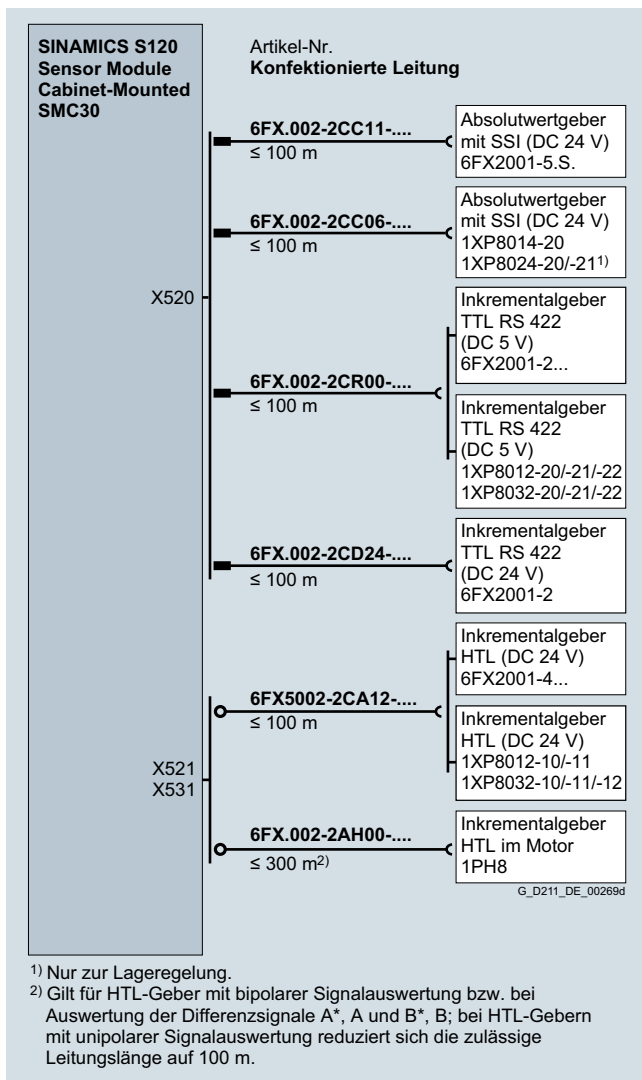 SINAMICS S120
Sensor Module
Cabinet-Mounted
SMC30
Artikel-Nr.
Konfektionierte Leitung
6FX.002-2CC11-....
≤ 100 m
Absolutwertgeber
mit SSI (DC 24 V)
6FX2001-5.S.
6FX.002-2CC06-....
≤ 100 m
Absolutwertgeber
mit SSI (DC 24 V)
1XP8014-20
1XP8024-20/-21¹⁾
X520
6FX.002-2CR00-....
≤ 100 m
Inkrementalgeber
TTL RS 422
(DC 5 V)
6FX2001-2...
Inkrementalgeber
TTL RS 422
(DC 5 V)
1XP8012-20/-21/-22
1XP8032-20/-21/-22
6FX.002-2CD24-....
≤ 100 m
Inkrementalgeber
TTL RS 422
(DC 24 V)
6FX2001-2
X521
X531
6FX5002-2CA12-....
≤ 100 m
Inkrementalgeber
HTL (DC 24 V)
6FX2001-4...
Inkrementalgeber
HTL (DC 24 V)
1XP8012-10/-11
1XP8032-10/-11/-12
6FX.002-2AH00-....
≤ 300 m²⁾
Inkrementalgeber
HTL im Motor
1PH8
G_D211_DE_00269d
¹⁾ Nur zur Lageregelung.
²⁾ Gilt für HTL-Geber mit bipolarer Signalauswertung bzw. bei
Auswertung der Differenzsignale A*, A und B*, B; bei HTL-Gebern
mit unipolarer Signalauswertung reduziert sich die zulässige
Leitungslänge auf 100 m.